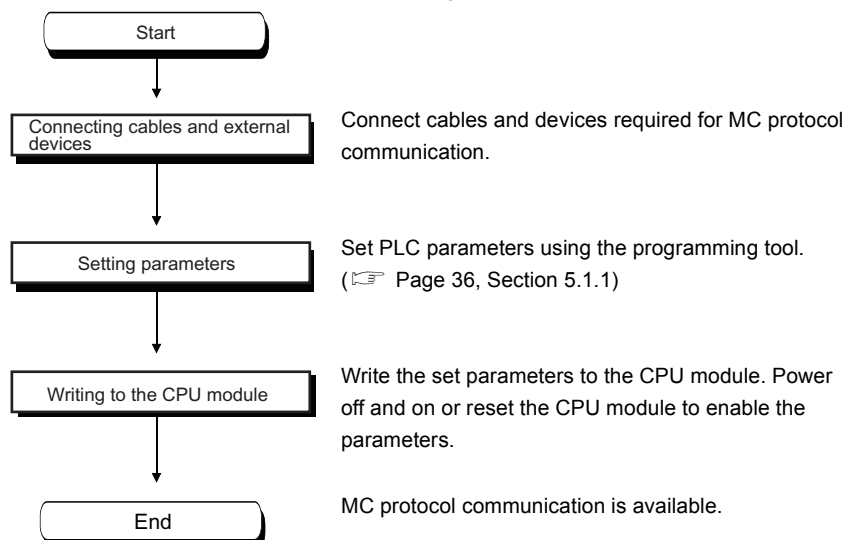 Start
Connecting cables and external
devices
Connect cables and devices required for MC protocol
communication.
Setting parameters
Set PLC parameters using the programming tool.
(☞ Page 36, Section 5.1.1)
Writing to the CPU module
Write the set parameters to the CPU module. Power
off and on or reset the CPU module to enable the
parameters.
End
MC protocol communication is available.